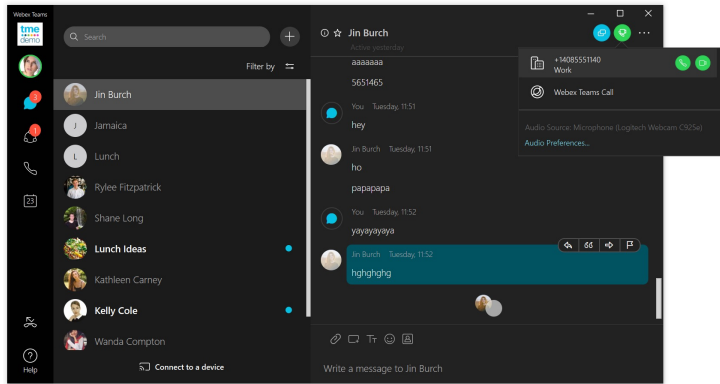 Webex Teams
tme
demo
Search
Filter by
3
1
23
Help
Jin Burch
J
Jamaica
L
Lunch
Rylee Fitzpatrick
Shane Long
Lunch Ideas
Kathleen Carney
Kelly Cole
Wanda Compton
Connect to a device
Jin Burch
Active yesterday
aaaaaaa
5651465
You Tuesday, 11:51
hey
Jin Burch Tuesday, 11:51
ho
papapapa
You Tuesday, 11:52
yayayayaya
Jin Burch Tuesday, 11:52
hghghghg
Write a message to Jin Burch
+14085551140
Work
Webex Teams Call
Audio Source: Microphone (Logitech Webcam C925e)
Audio Preferences...